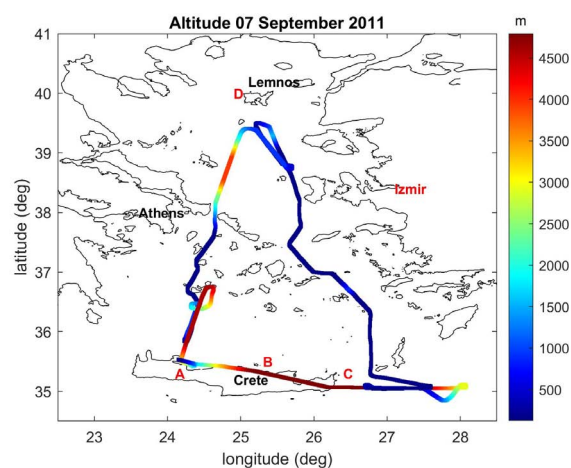 Altitude 07 September 2011
m
41
40
39
38
37
36
35
23
24
25
26
27
28
latitude (deg)
longitude (deg)
Lemnos
D
Izmir
Athens
A
B
C
Crete
4500
4000
3500
3000
2500
2000
1500
1000
500